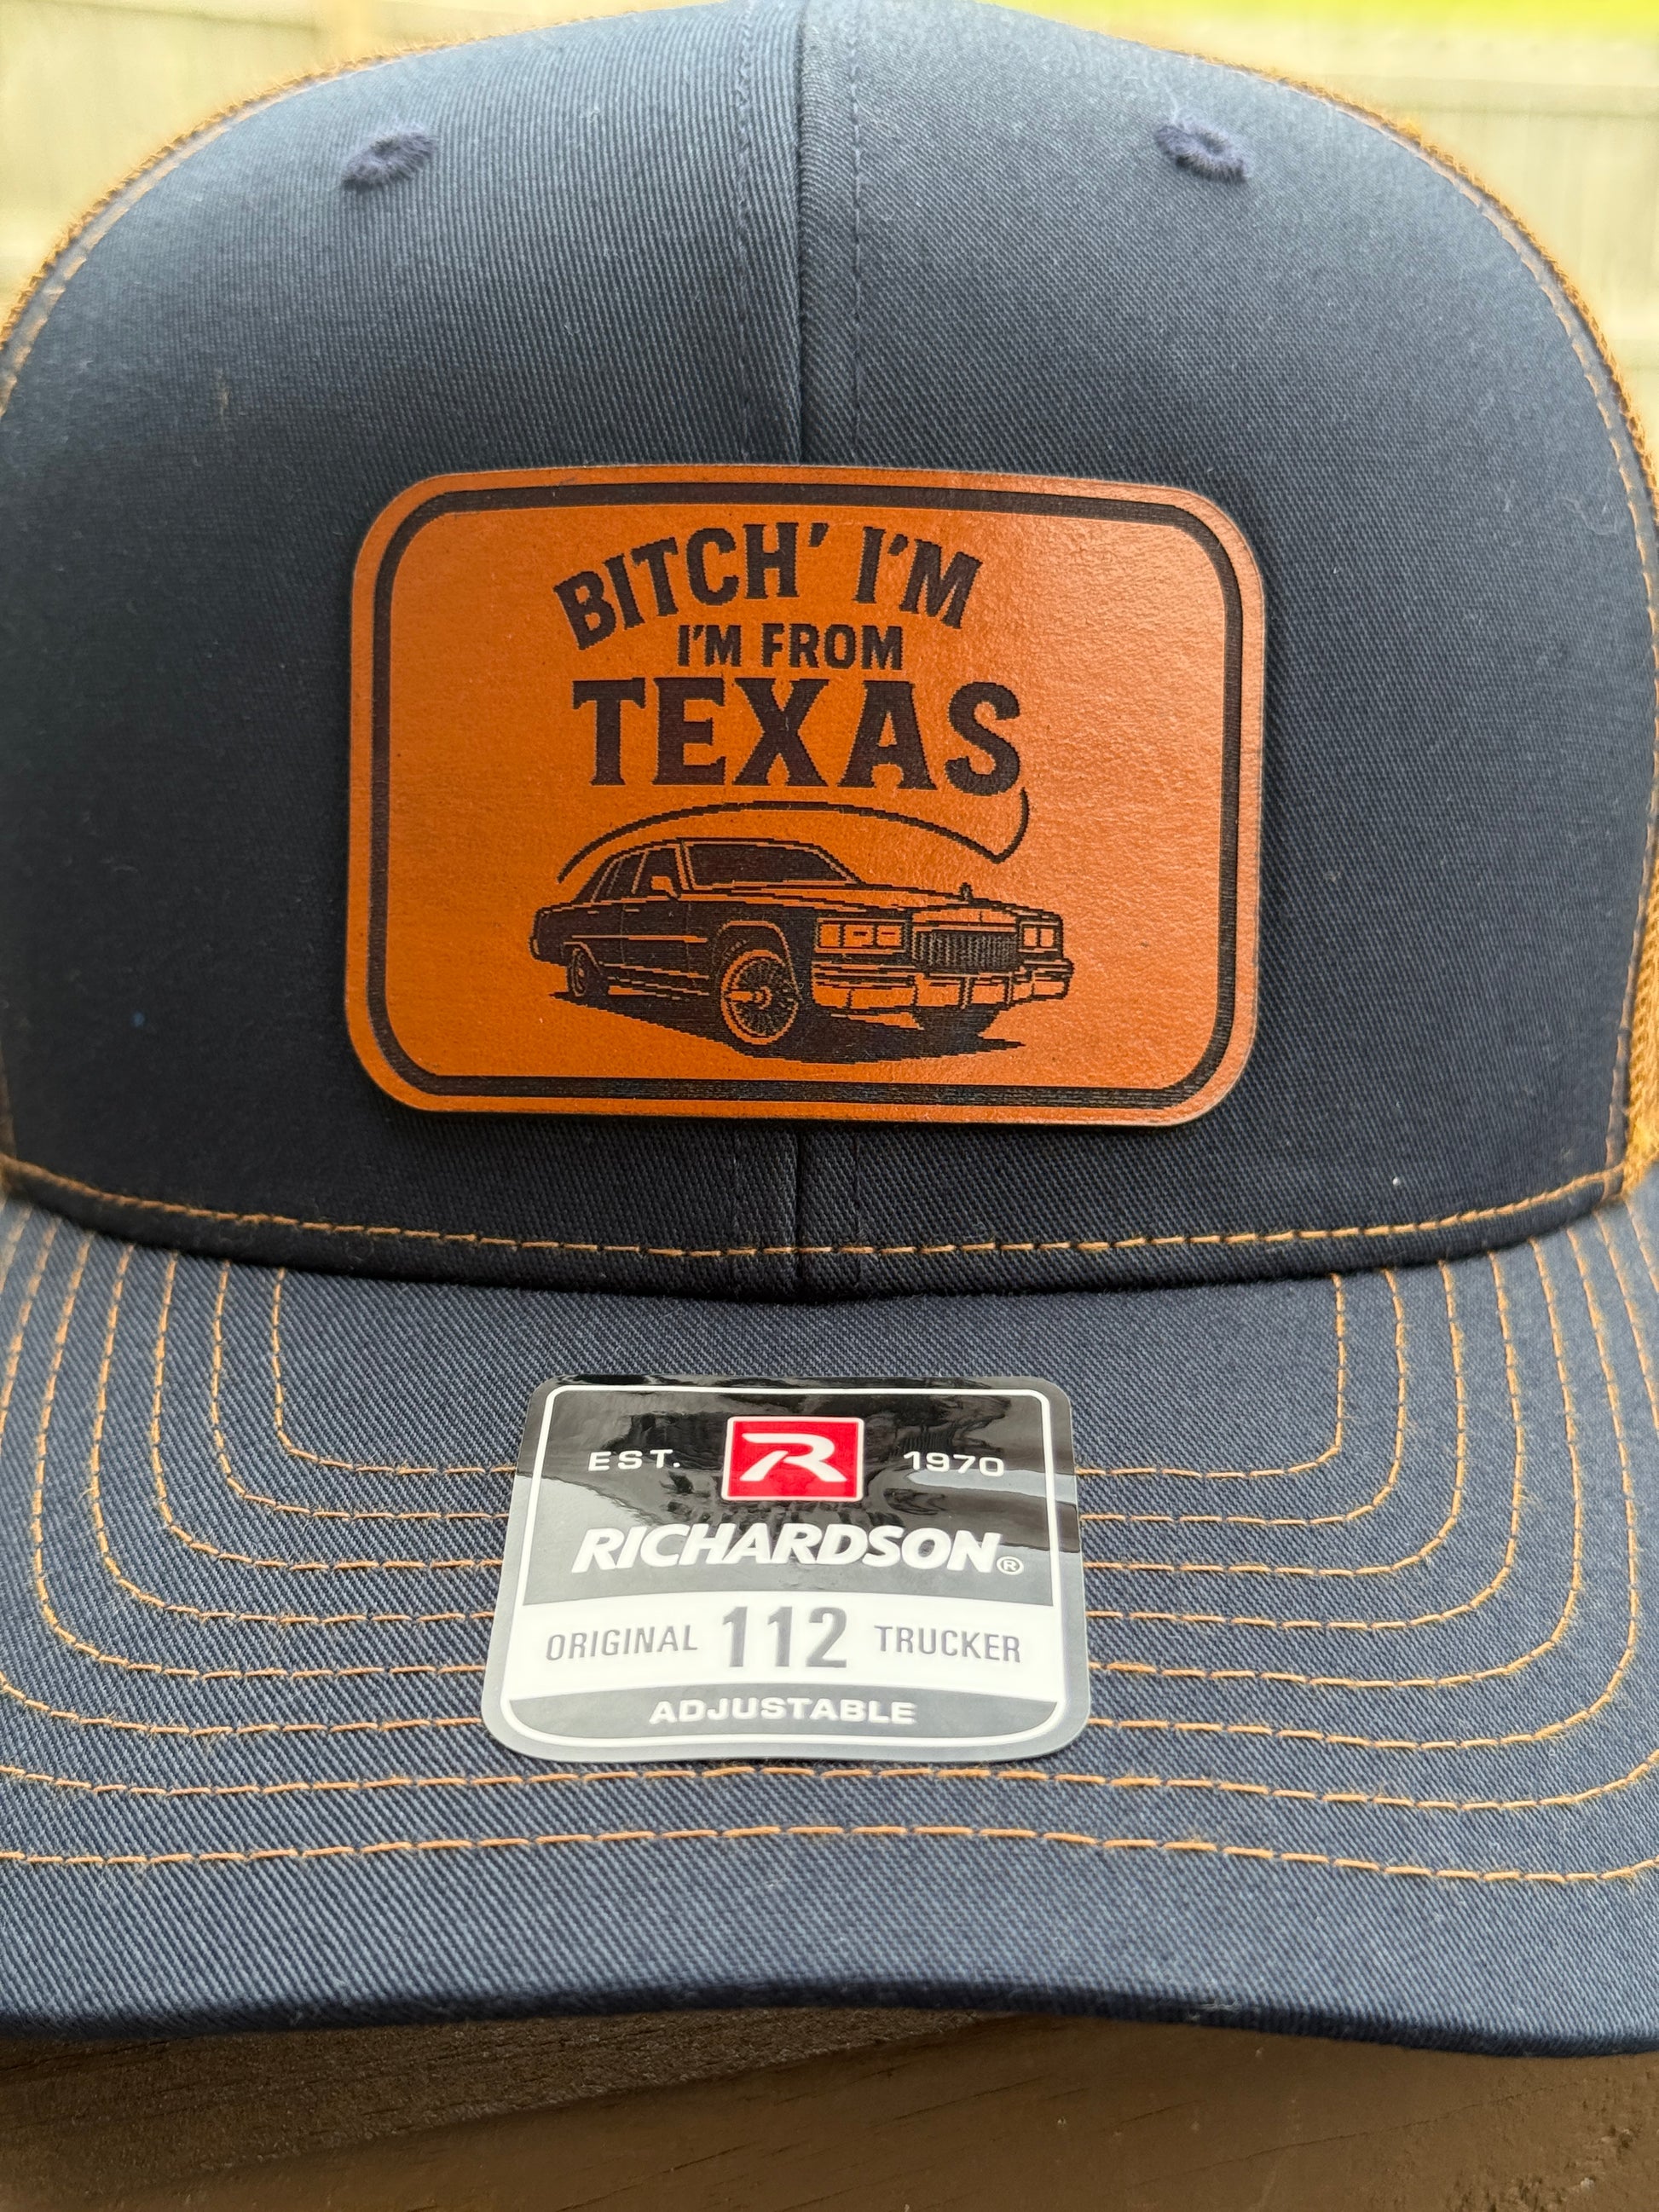 BITCH' I'M
I'M FROM
TEXAS
EST. R 1970
RICHARDSON®
ORIGINAL 112 TRUCKER
ADJUSTABLE